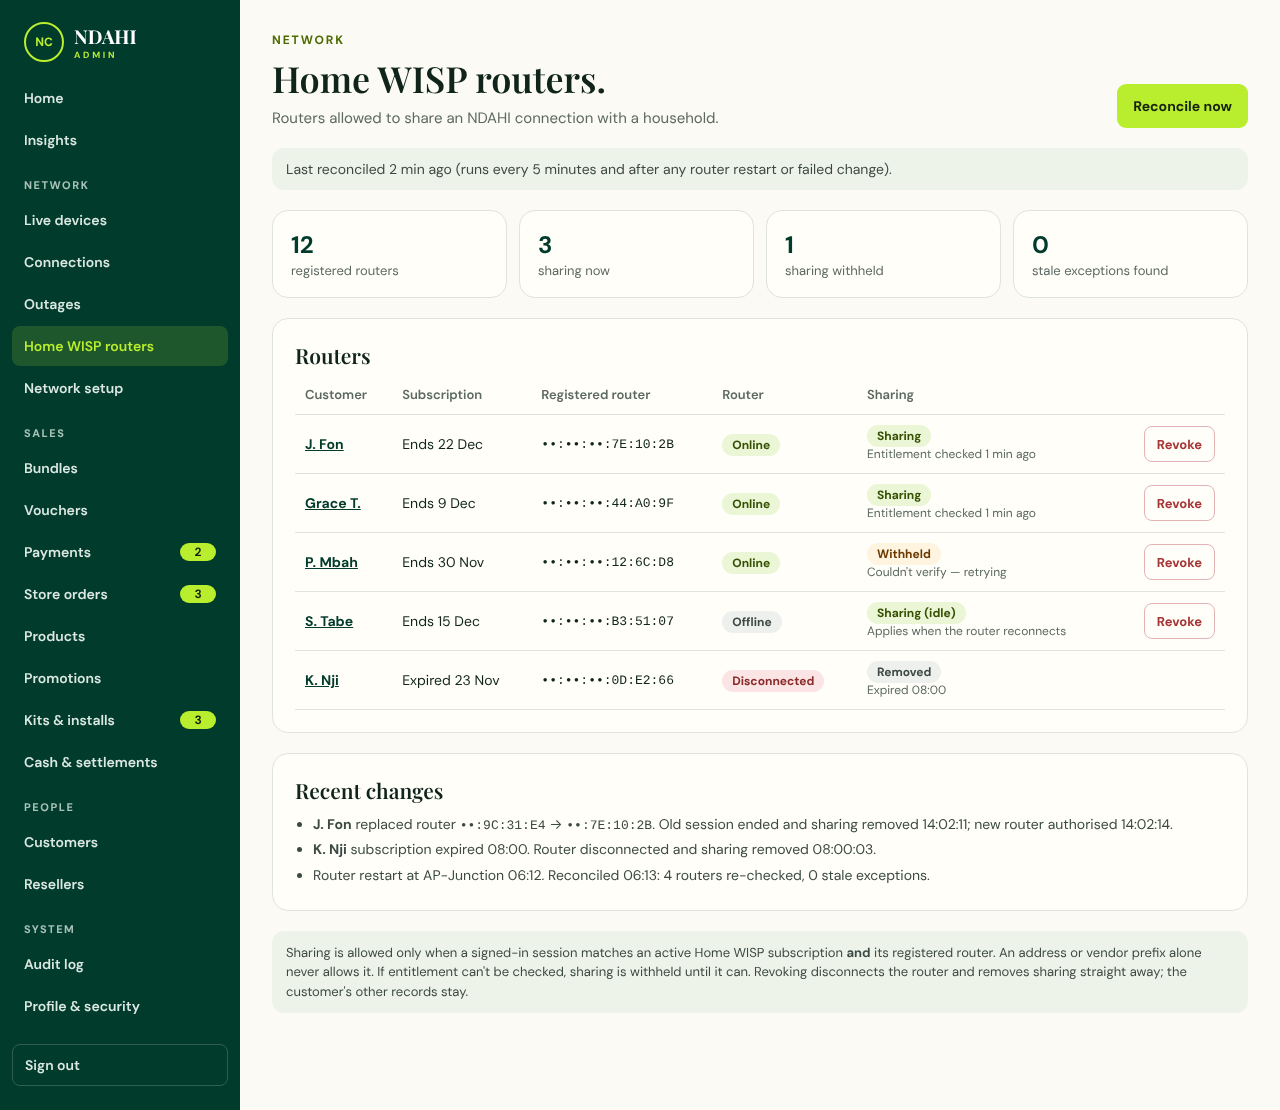 NC
NDAHI
ADMIN
Home
Insights
NETWORK
Live devices
Connections
Outages
Home WISP routers
Network setup
SALES
Bundles
Vouchers
Payments 2
Store orders 3
Products
Promotions
Kits & installs 3
Cash & settlements
PEOPLE
Customers
Resellers
SYSTEM
Audit log
Profile & security
Sign out
NETWORK
Home WISP routers.
Routers allowed to share an NDAHI connection with a household.
Reconcile now
Last reconciled 2 min ago (runs every 5 minutes and after any router restart or failed change).
12
registered routers
3
sharing now
1
sharing withheld
0
stale exceptions found
Routers
Customer Subscription Registered router Router Sharing
J. Fon Ends 22 Dec ••:••:••:7E:10:2B Online Sharing Revoke
Entitlement checked 1 min ago
Grace T. Ends 9 Dec ••:••:••:44:A0:9F Online Sharing Revoke
Entitlement checked 1 min ago
P. Mbah Ends 30 Nov ••:••:••:12:6C:D8 Online Withheld Revoke
Couldn't verify — retrying
S. Tabe Ends 15 Dec ••:••:••:B3:51:07 Offline Sharing (idle) Revoke
Applies when the router reconnects
K. Nji Expired 23 Nov ••:••:••:0D:E2:66 Disconnected Removed
Expired 08:00
Recent changes
• J. Fon replaced router ••:9C:31:E4 → ••:7E:10:2B. Old session ended and sharing removed 14:02:11; new router authorised 14:02:14.
• K. Nji subscription expired 08:00. Router disconnected and sharing removed 08:00:03.
• Router restart at AP-Junction 06:12. Reconciled 06:13: 4 routers re-checked, 0 stale exceptions.
Sharing is allowed only when a signed-in session matches an active Home WISP subscription and its registered router. An address or vendor prefix alone
never allows it. If entitlement can't be checked, sharing is withheld until it can. Revoking disconnects the router and removes sharing straight away; the
customer's other records stay.